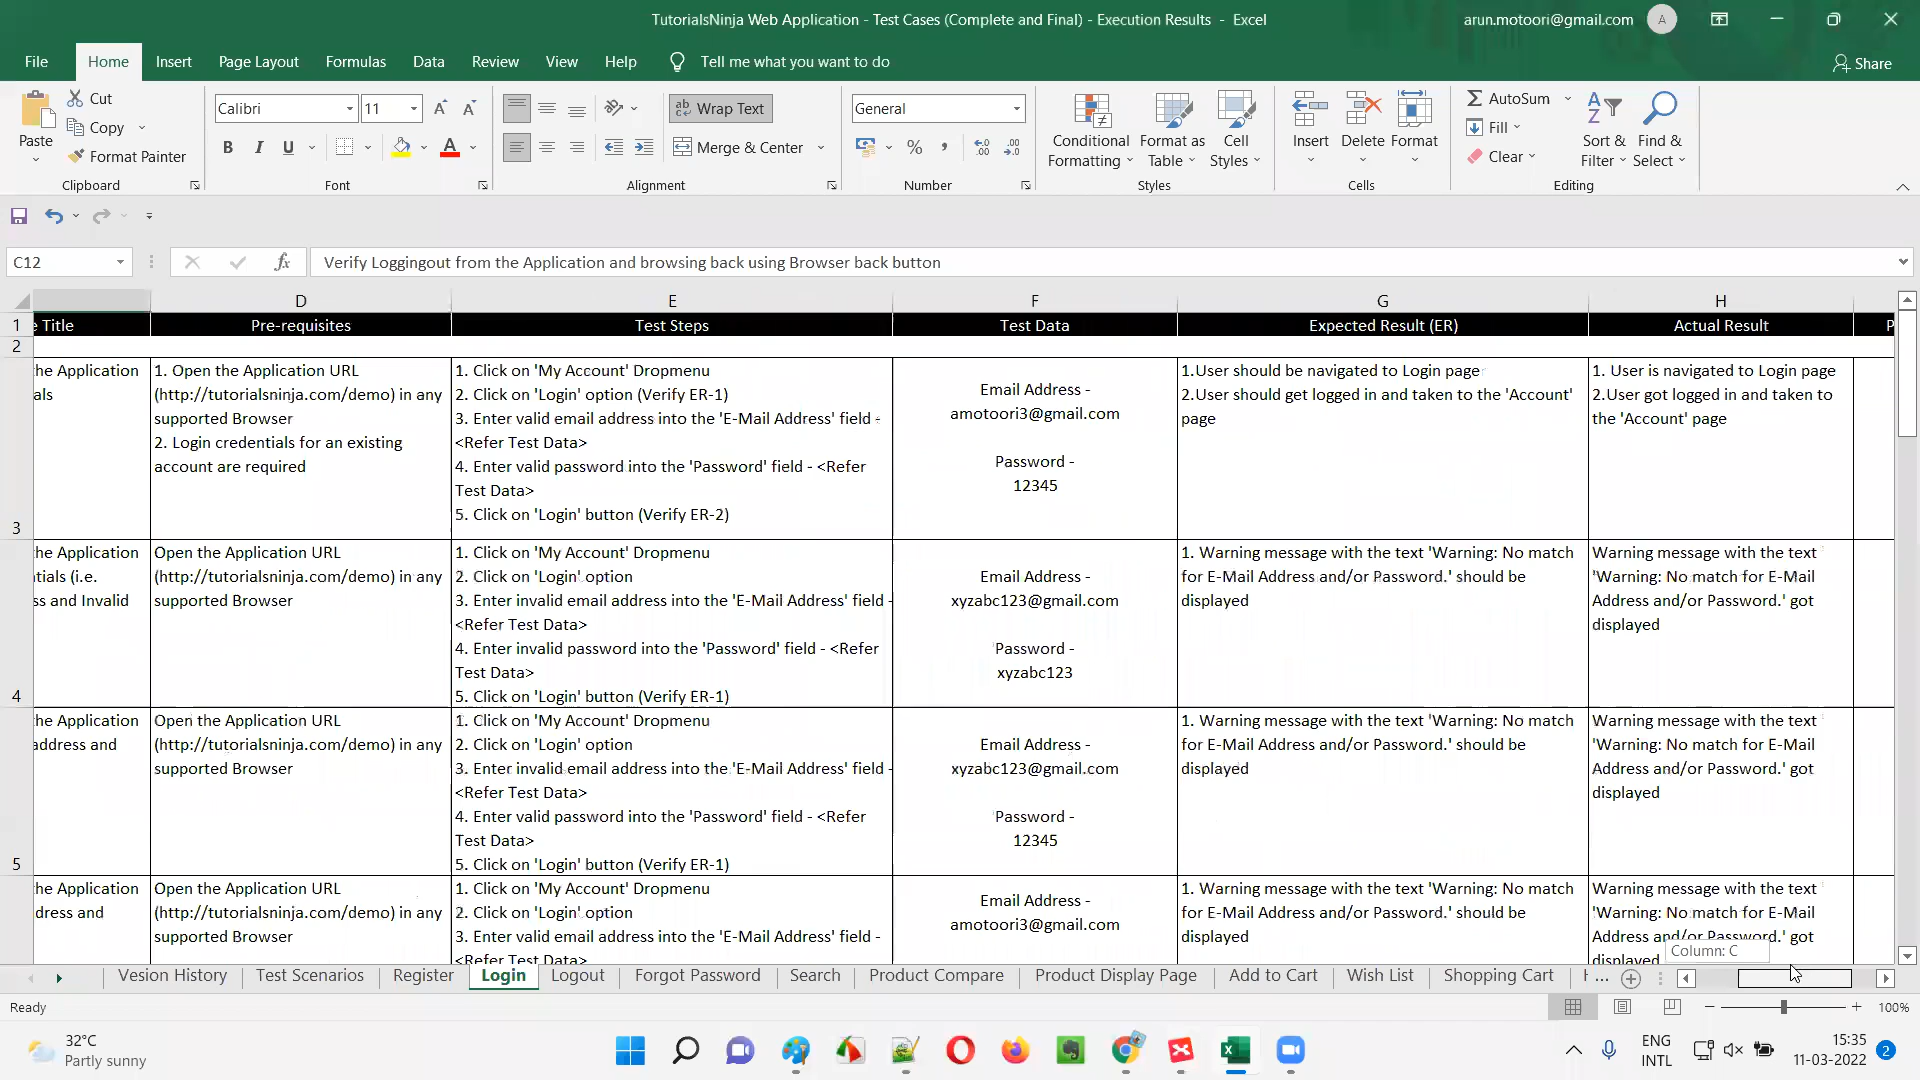 TutorialsNinja Web Application - Test Cases (Complete and Final) - Execution Results - Excel
arun.motoori@gmail.com
A
File
Home
Insert
Page Layout
Formulas
Data
Review
View
Help
Tell me what you want to do
Share
Paste
Cut
Copy
Format Painter
Clipboard
Calibri
11
B I U
Font
Wrap Text
Merge & Center
Alignment
General
Number
Conditional
Formatting
Format as
Table
Cell
Styles
Styles
Insert
Delete
Format
Cells
AutoSum
Fill
Clear
Sort &
Filter
Find &
Select
Editing
C12
fx
Verify Loggingout from the Application and browsing back using Browser back button
D
E
F
G
H
1
e Title
Pre-requisites
Test Steps
Test Data
Expected Result (ER)
Actual Result
P
2
3
the Application
als
1. Open the Application URL
(http://tutorialsninja.com/demo) in any
supported Browser
2. Login credentials for an existing
account are required
1. Click on 'My Account' Dropmenu
2. Click on 'Login' option (Verify ER-1)
3. Enter valid email address into the 'E-Mail Address' field -
<Refer Test Data>
4. Enter valid password into the 'Password' field - <Refer
Test Data>
5. Click on 'Login' button (Verify ER-2)
Email Address -
amotoori3@gmail.com
Password -
12345
1.User should be navigated to Login page
2.User should get logged in and taken to the 'Account'
page
1. User is navigated to Login page
2.User got logged in and taken to
the 'Account' page
4
the Application
ntials (i.e.
ss and Invalid
Open the Application URL
(http://tutorialsninja.com/demo) in any
supported Browser
1. Click on 'My Account' Dropmenu
2. Click on 'Login' option
3. Enter invalid email address into the 'E-Mail Address' field -
<Refer Test Data>
4. Enter invalid password into the 'Password' field - <Refer
Test Data>
5. Click on 'Login' button (Verify ER-1)
Email Address -
xyzabc123@gmail.com
Password -
xyzabc123
1. Warning message with the text 'Warning: No match
for E-Mail Address and/or Password.' should be
displayed
Warning message with the text
'Warning: No match for E-Mail
Address and/or Password.' got
displayed
5
the Application
address and
Open the Application URL
(http://tutorialsninja.com/demo) in any
supported Browser
1. Click on 'My Account' Dropmenu
2. Click on 'Login' option
3. Enter invalid email address into the 'E-Mail Address' field -
<Refer Test Data>
4. Enter valid password into the 'Password' field - <Refer
Test Data>
5. Click on 'Login' button (Verify ER-1)
Email Address -
xyzabc123@gmail.com
Password -
12345
1. Warning message with the text 'Warning: No match
for E-Mail Address and/or Password.' should be
displayed
Warning message with the text
'Warning: No match for E-Mail
Address and/or Password.' got
displayed
the Application
dress and
Open the Application URL
(http://tutorialsninja.com/demo) in any
supported Browser
1. Click on 'My Account' Dropmenu
2. Click on 'Login' option
3. Enter valid email address into the 'E-Mail Address' field -
<Refer Test Data>
Email Address -
amotoori3@gmail.com
1. Warning message with the text 'Warning: No match
for E-Mail Address and/or Password.' should be
displayed
Warning message with the text
'Warning: No match for E-Mail
Address and/or Password.' got
displayed
Column: C
Vesion History
Test Scenarios
Register
Login
Logout
Forgot Password
Search
Product Compare
Product Display Page
Add to Cart
Wish List
Shopping Cart
...
Ready
100%
32°C
Partly sunny
ENG
INTL
15:35
11-03-2022
2